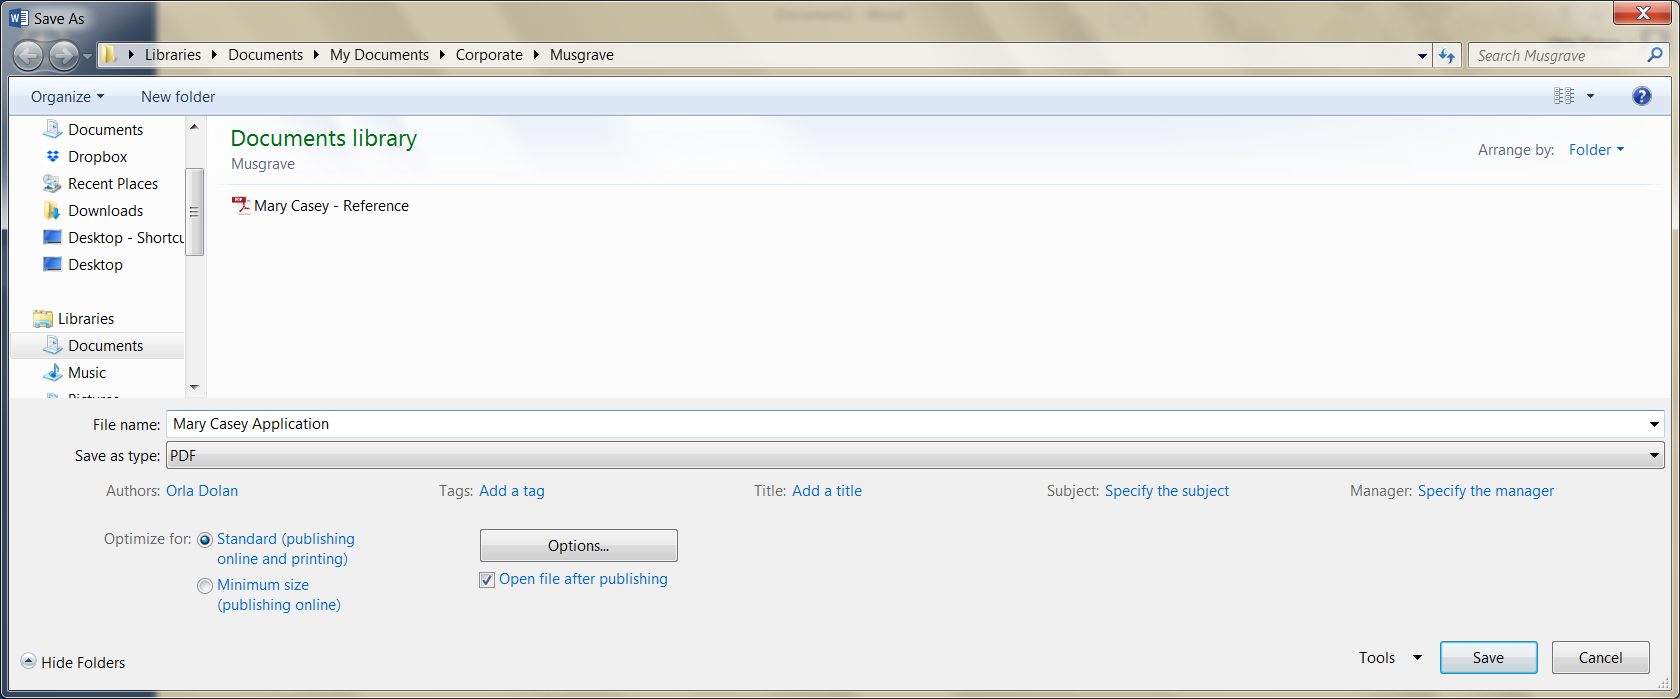 Save As
Document2 - Word
Libraries
Documents
My Documents
Corporate
Musgrave
Search Musgrave
Organize
New folder
Documents
Dropbox
Recent Places
Downloads
Desktop - Shortcu
Desktop
Libraries
Documents
Music
Documents library
Musgrave
Arrange by: Folder
Mary Casey - Reference
File name: Mary Casey Application
Save as type: PDF
Authors: Orla Dolan
Tags: Add a tag
Title: Add a title
Subject: Specify the subject
Manager: Specify the manager
Optimize for:
Standard (publishing
online and printing)
Minimum size
(publishing online)
Options...
Open file after publishing
Hide Folders
Tools
Save
Cancel